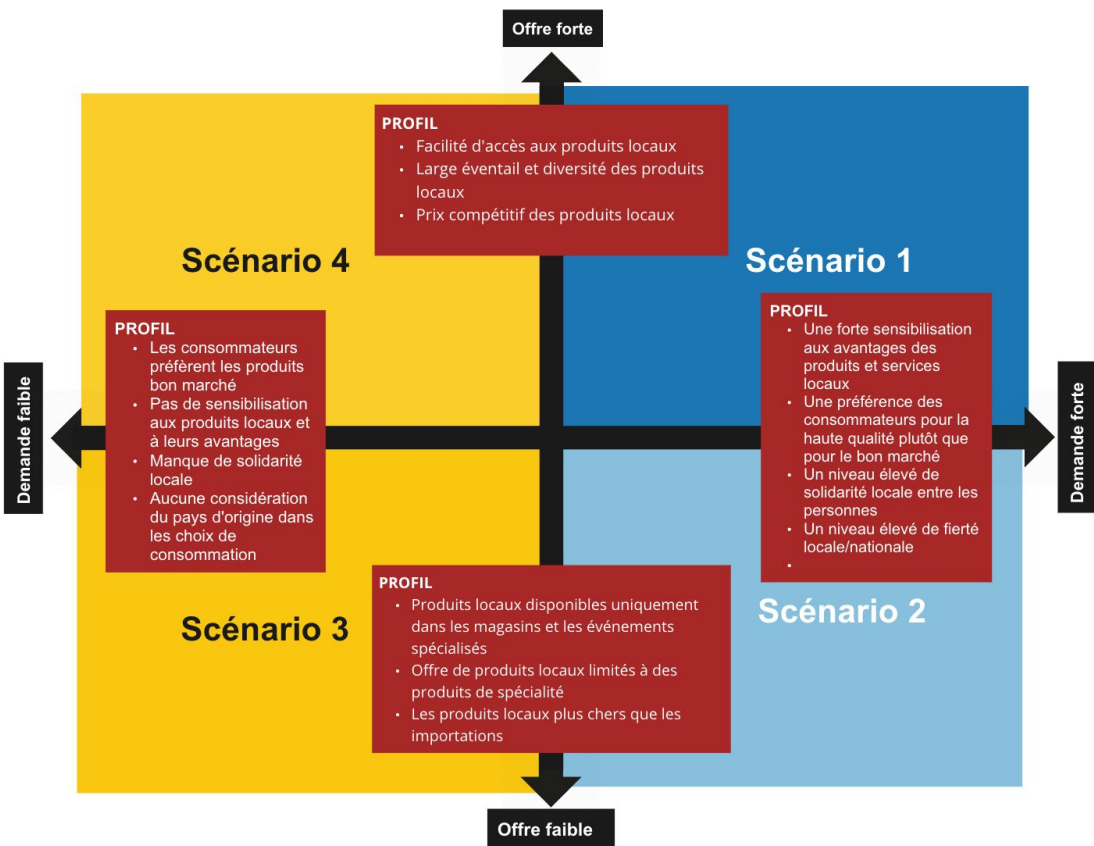 Offre forte
PROFIL
• Facilité d'accès aux produits locaux
• Large éventail et diversité des produits
locaux
• Prix compétitif des produits locaux
Scénario 4
Scénario 1
PROFIL
• Les consommateurs
préfèrent les produits
bon marché
• Pas de sensibilisation
aux produits locaux et
à leurs avantages
• Manque de solidarité
locale
• Aucune considération
du pays d'origine dans
les choix de
consommation
PROFIL
• Une forte sensibilisation
aux avantages des
produits et services
locaux
• Une préférence des
consommateurs pour la
haute qualité plutôt que
pour le bon marché
• Un niveau élevé de
solidarité locale entre les
personnes
• Un niveau élevé de fierté
locale/nationale
•
Demande faible
Demande forte
Scénario 3
PROFIL
• Produits locaux disponibles uniquement
dans les magasins et les événements
spécialisés
• Offre de produits locaux limités à des
produits de spécialité
• Les produits locaux plus chers que les
importations
Scénario 2
Offre faible